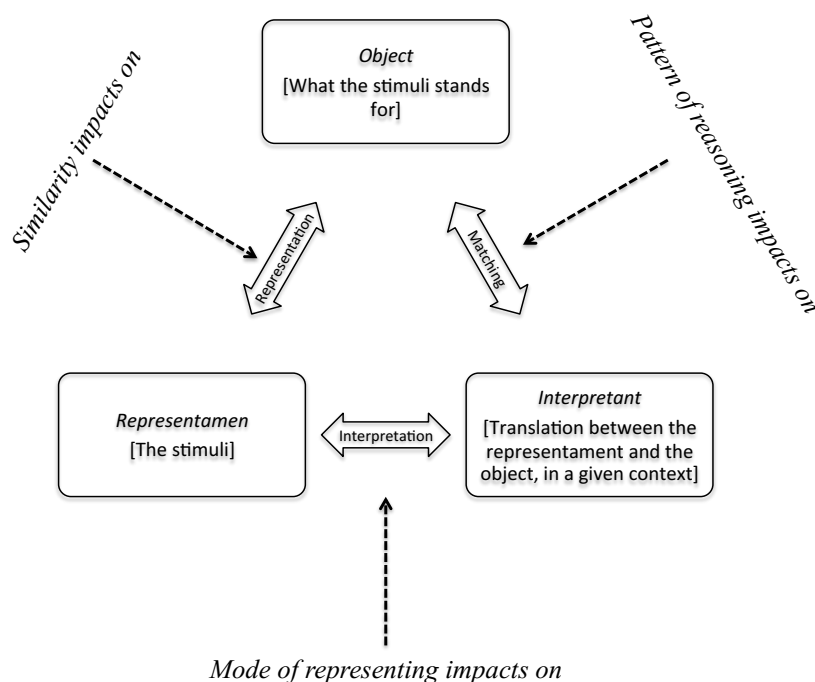 Object
[What the stimuli stands
for]
Similarity impacts on
Pattern of reasoning impacts on
Representation
Matching
Representamen
[The stimuli]
Interpretation
Interpretant
[Translation between the
representament and the
object, in a given context]
Mode of representing impacts on